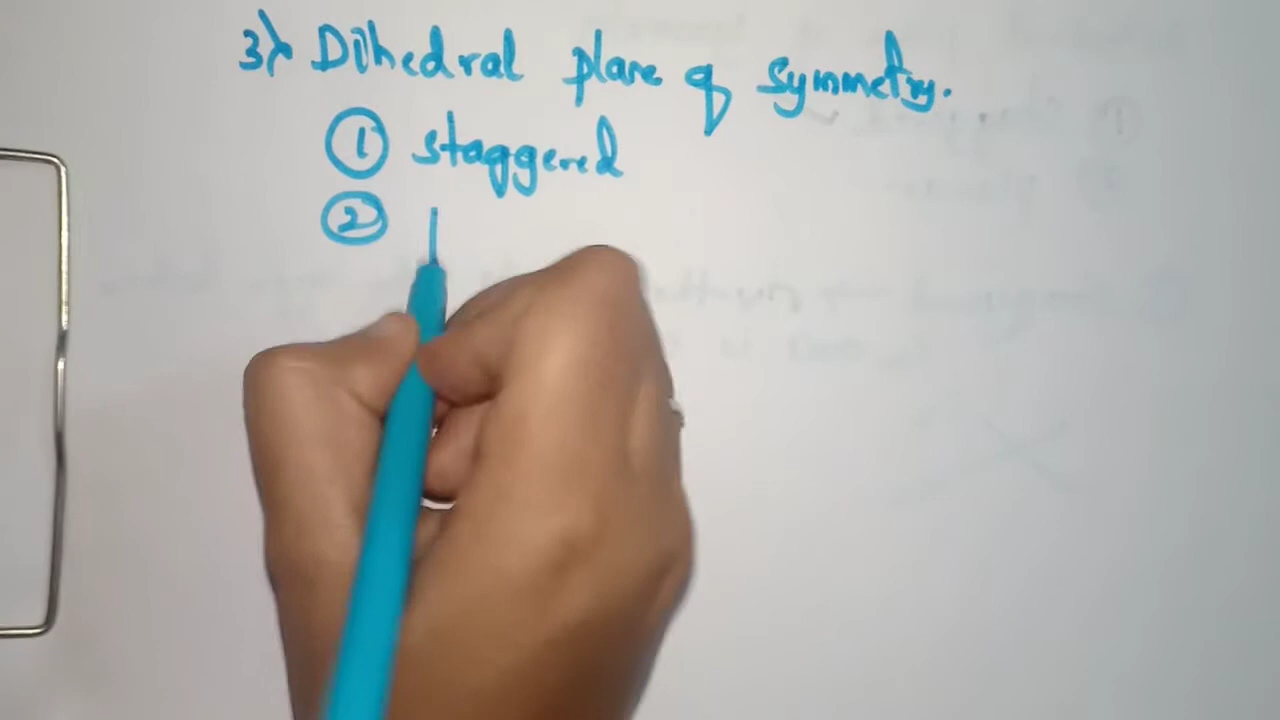 3) Dihedral plane of symmetry.
① staggered
②